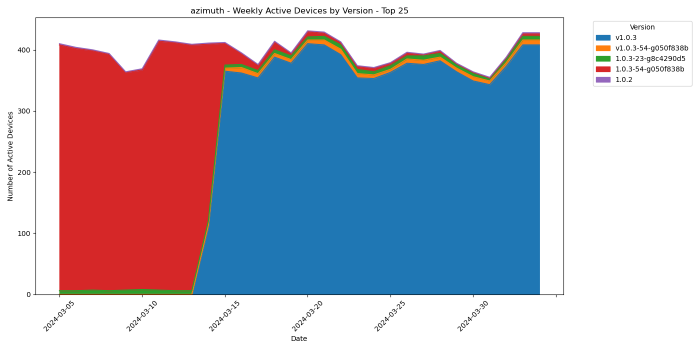 azimuth - Weekly Active Devices by Version - Top 25
Number of Active Devices
400
300
200
100
0
2024-03-05
2024-03-10
2024-03-15
2024-03-20
2024-03-25
2024-03-30
Date
Version
v1.0.3
v1.0.3-54-g050f838b
1.0.3-23-g8c4290d5
1.0.3-54-g050f838b
1.0.2